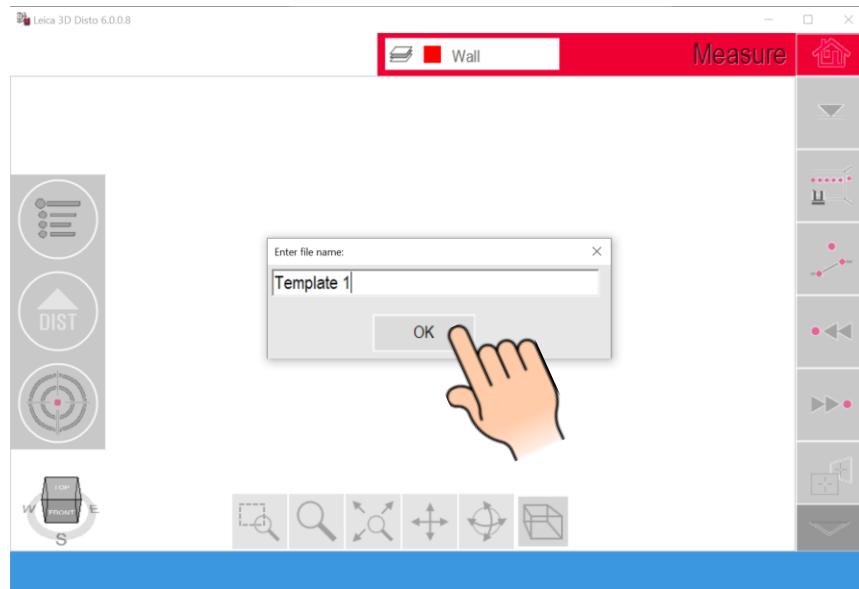 Leica 3D Disto 6.0.0.8
Wall
Measure
Enter file name:
Template 1
OK
DIST
TOP
FRONT
W
E
S